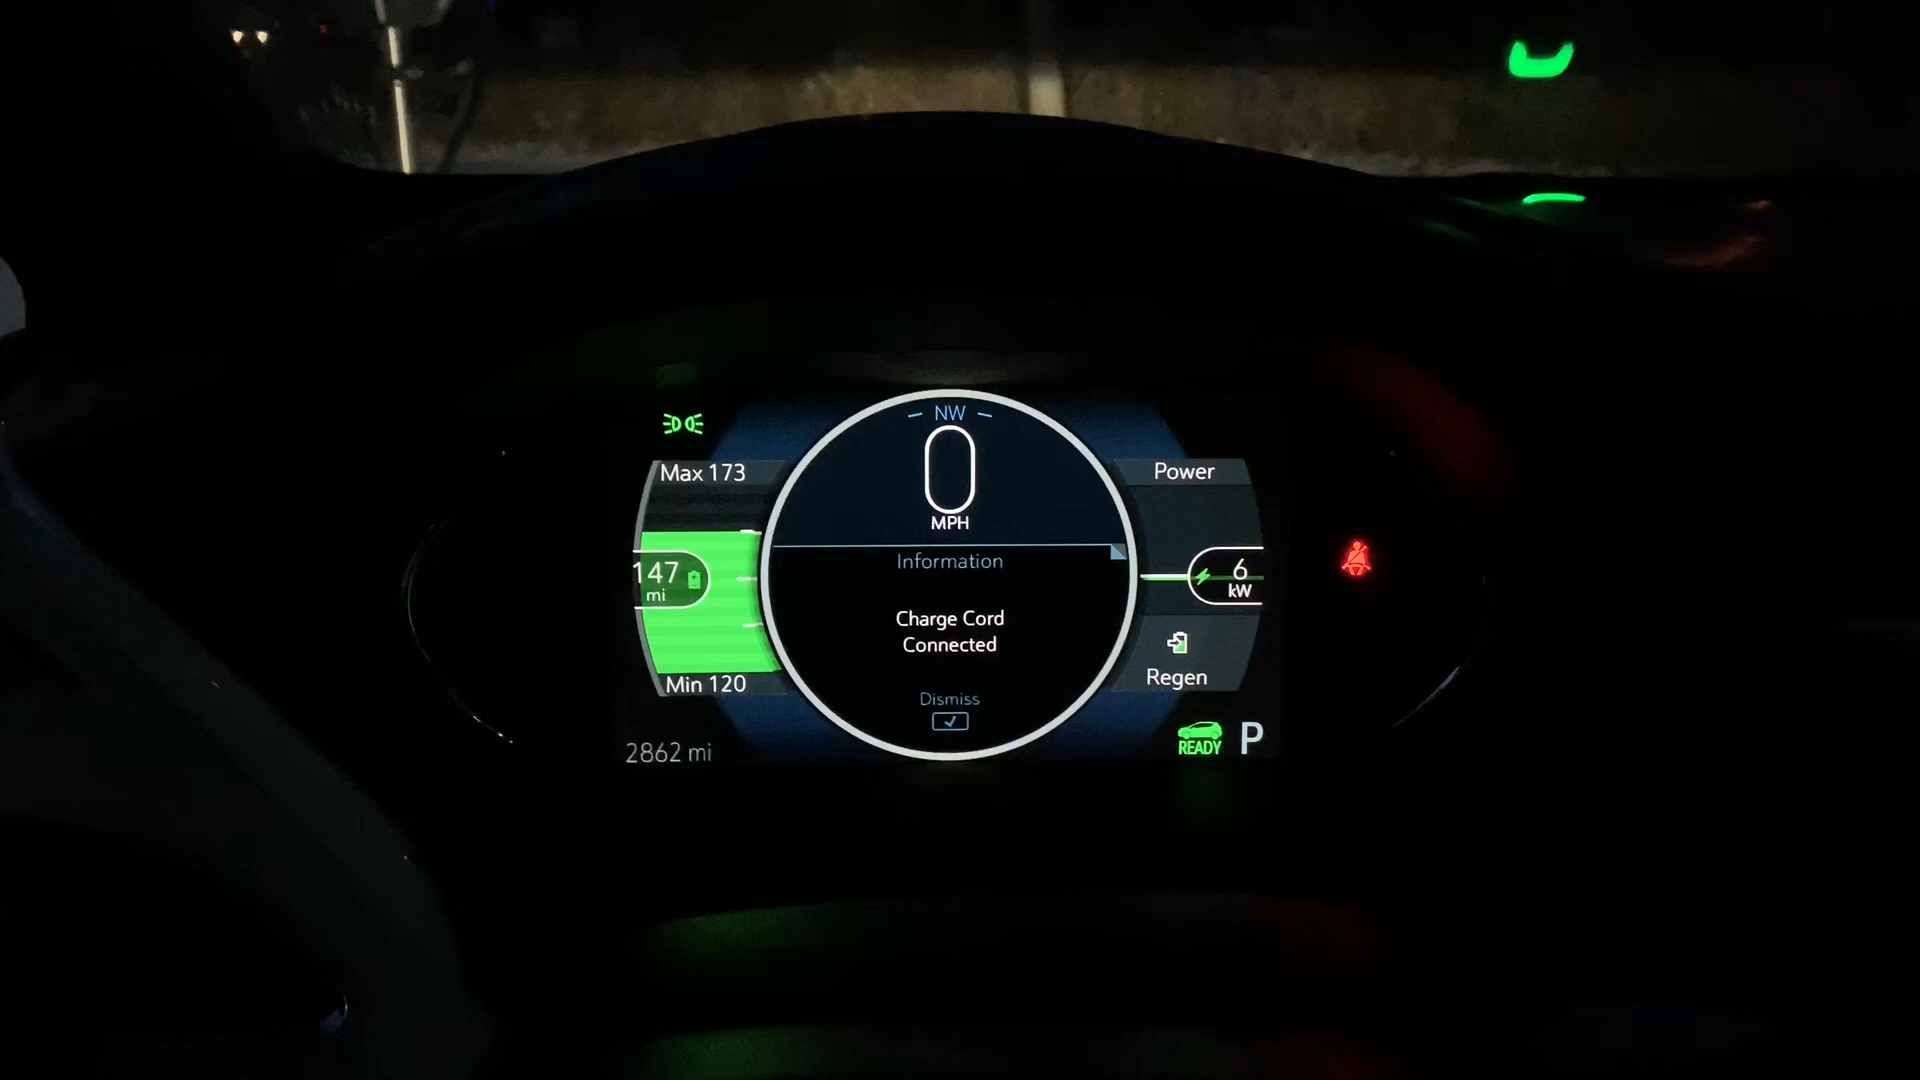 NW
0
MPH
Max 173
Power
Information
147
mi
6
kW
Charge Cord
Connected
Min 120
Regen
Dismiss
2862 mi
READY
P